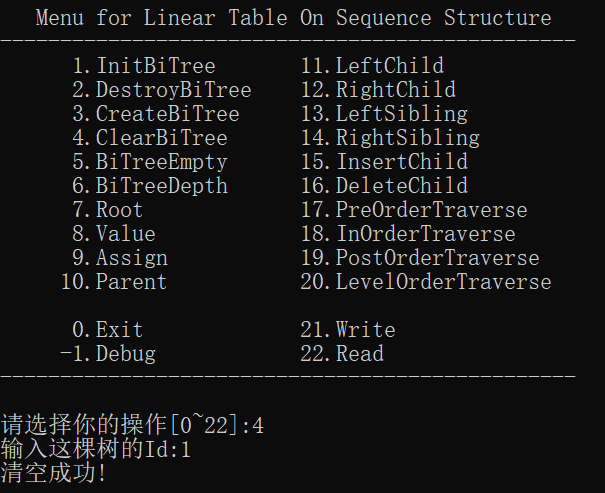 Menu for Linear Table On Sequence Structure
------------------------------------------------
1.InitBiTree 11.LeftChild
2.DestroyBiTree 12.RightChild
3.CreateBiTree 13.LeftSibling
4.ClearBiTree 14.RightSibling
5.BiTreeEmpty 15.InsertChild
6.BiTreeDepth 16.DeleteChild
7.Root 17.PreOrderTraverse
8.Value 18.InOrderTraverse
9.Assign 19.PostOrderTraverse
10.Parent 20.LevelOrderTraverse
0.Exit 21.Write
-1.Debug 22.Read
------------------------------------------------
请选择你的操作[0~22]:4
输入这棵树的Id:1
清空成功!